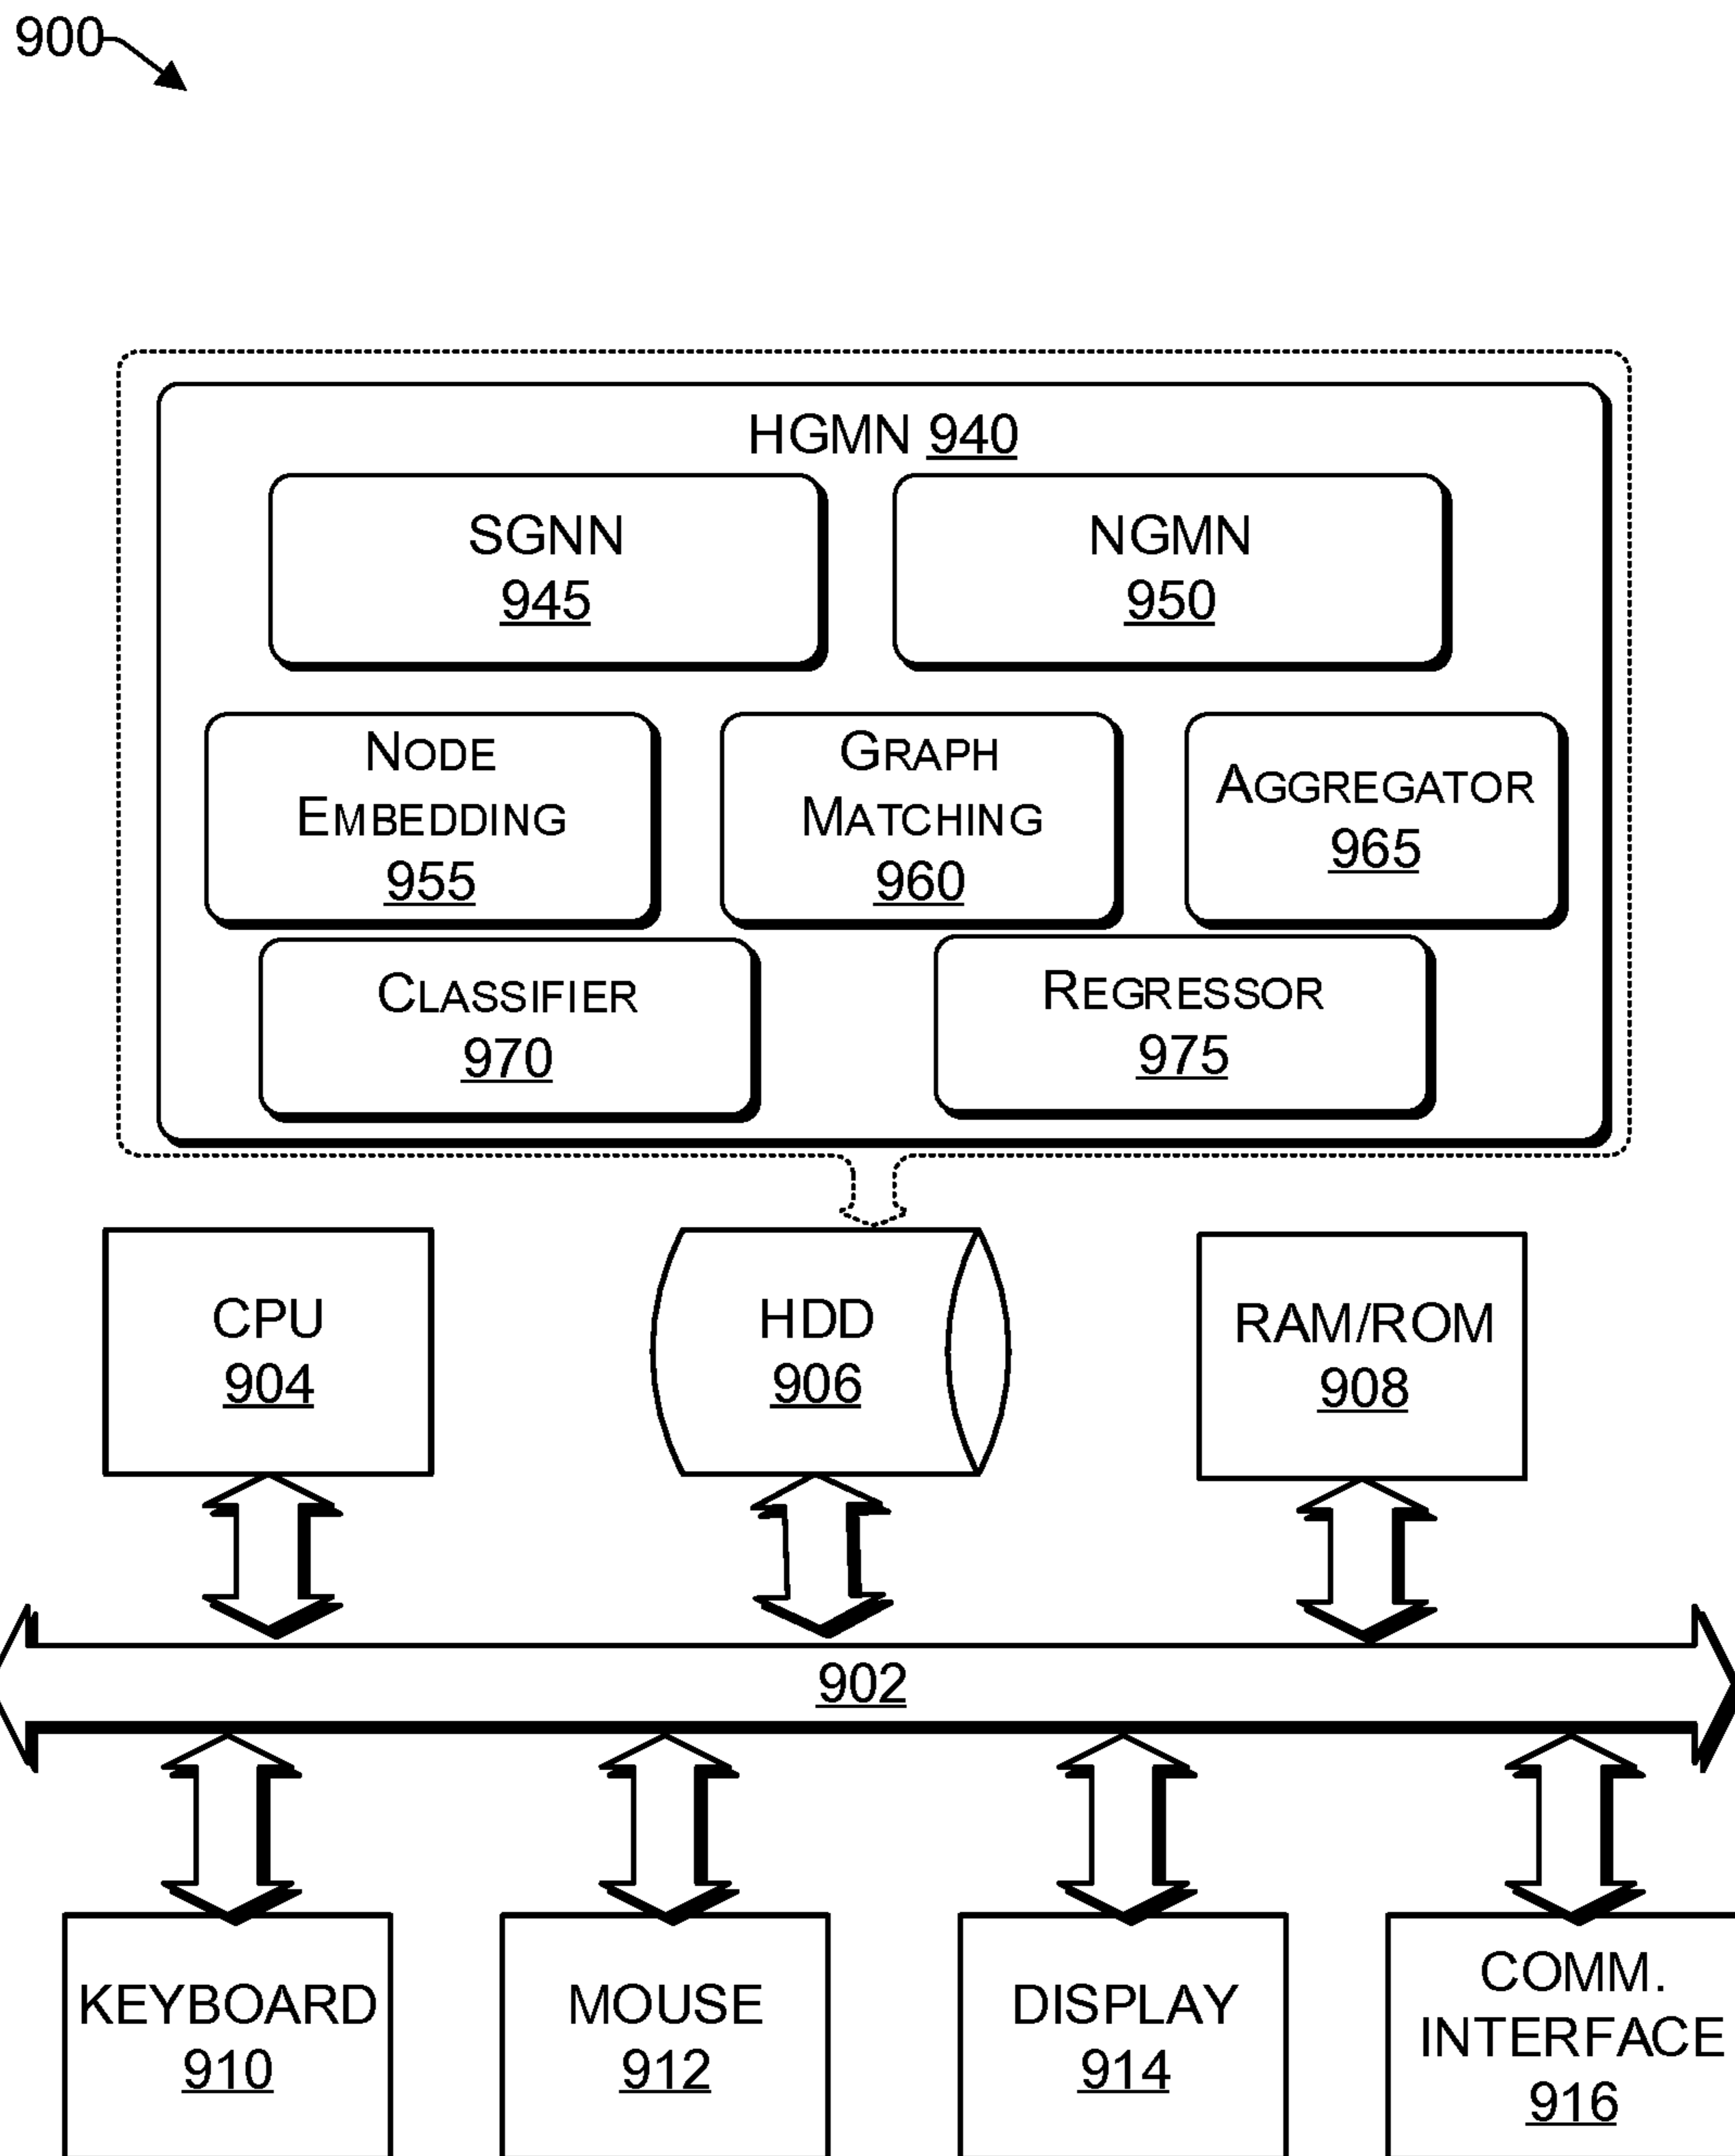 900
HGMN 940
SGNN
945
NGMN
950
NODE
EMBEDDING
955
GRAPH
MATCHING
960
AGGREGATOR
965
CLASSIFIER
970
REGRESSOR
975
CPU
904
HDD
906
RAM/ROM
908
902
KEYBOARD
910
MOUSE
912
DISPLAY
914
COMM.
INTERFACE
916